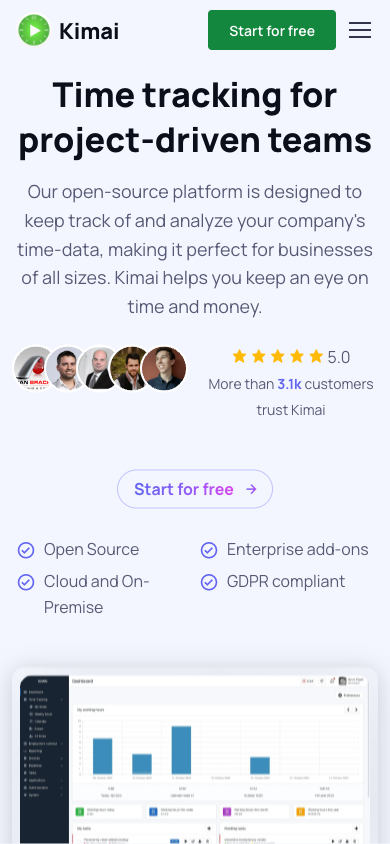 Kimai
Start for free
Time tracking for
project-driven teams
Our open-source platform is designed to
keep track of and analyze your company's
time-data, making it perfect for businesses
of all sizes. Kimai helps you keep an eye on
time and money.
5.0
More than 3.1k customers
trust Kimai
Start for free
Open Source
Enterprise add-ons
Cloud and On-
Premise
GDPR compliant
Dashboard